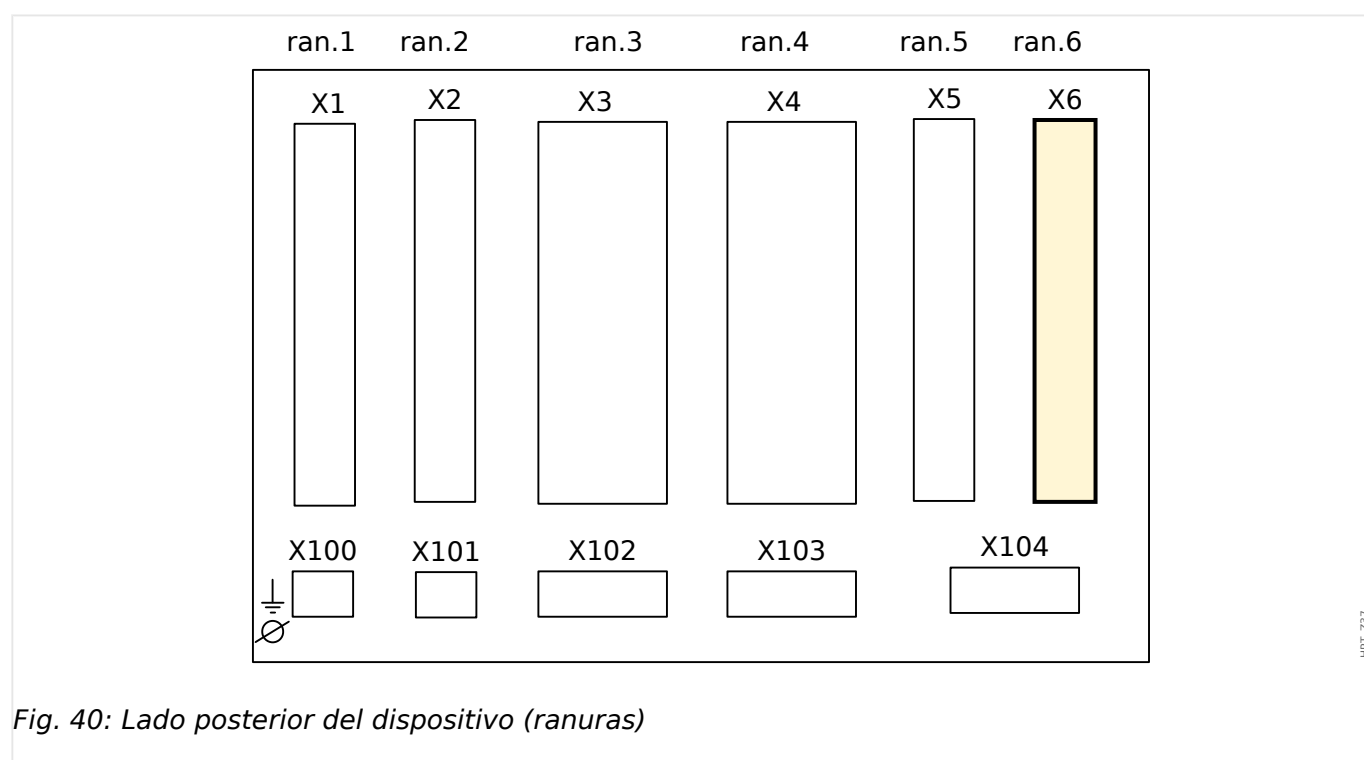 ran.1 ran.2 ran.3 ran.4 ran.5 ran.6
X1 X2 X3 X4 X5 X6
X100 X101 X102 X103 X104
Fig. 40: Lado posterior del dispositivo (ranuras)